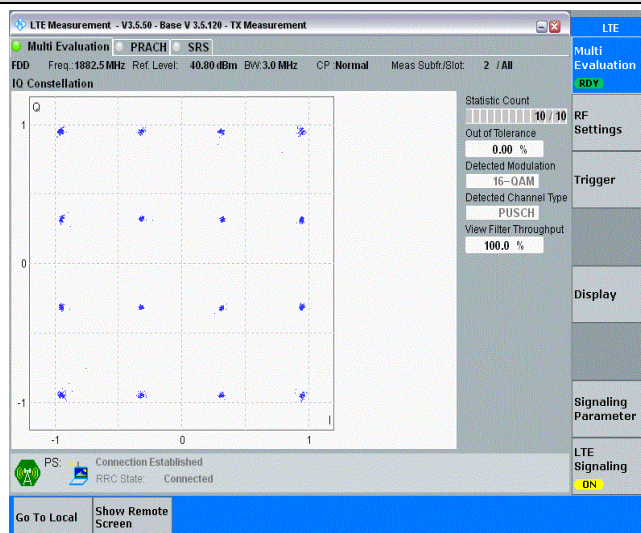 LTE Measurement - V3.5.50 - Base V 3.5.120 - TX Measurement
LTE
Multi Evaluation PRACH SRS
FDD Freq.:1882.5 MHz Ref. Level: 40.80 dBm BW:3.0 MHz CP :Normal Meas Subfr./Slot: 2 / All
IQ Constellation
Q
1
0
-1
-1 0 1
I
Statistic Count
10 / 10
Out of Tolerance
0.00 %
Detected Modulation
16-QAM
Detected Channel Type
PUSCH
View Filter Throughput
100.0 %
Multi
Evaluation
RDY
RF
Settings
Trigger
Display
Signaling
Parameter
LTE
Signaling
ON
PS: Connection Established
RRC State: Connected
Go To Local
Show Remote
Screen